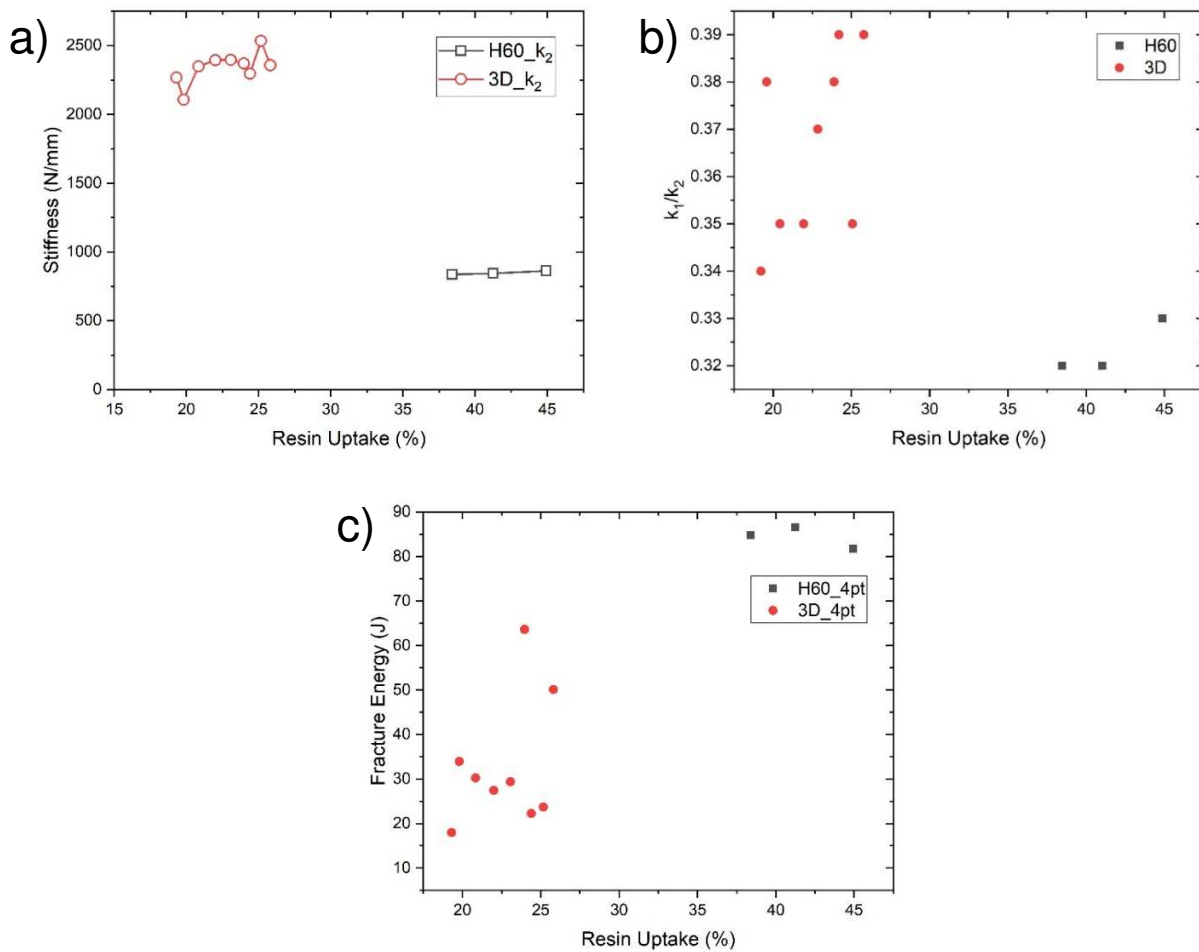 a)
2500
2000
1500
1000
500
0
Stiffness (N/mm)
15 20 25 30 35 40 45
Resin Uptake (%)
H60_k₂
3D_k₂
b)
0.39
0.38
0.37
0.36
0.35
0.34
0.33
0.32
k₁/k₂
20 25 30 35 40 45
Resin Uptake (%)
H60
3D
c)
90
80
70
60
50
40
30
20
10
Fracture Energy (J)
20 25 30 35 40 45
Resin Uptake (%)
H60_4pt
3D_4pt